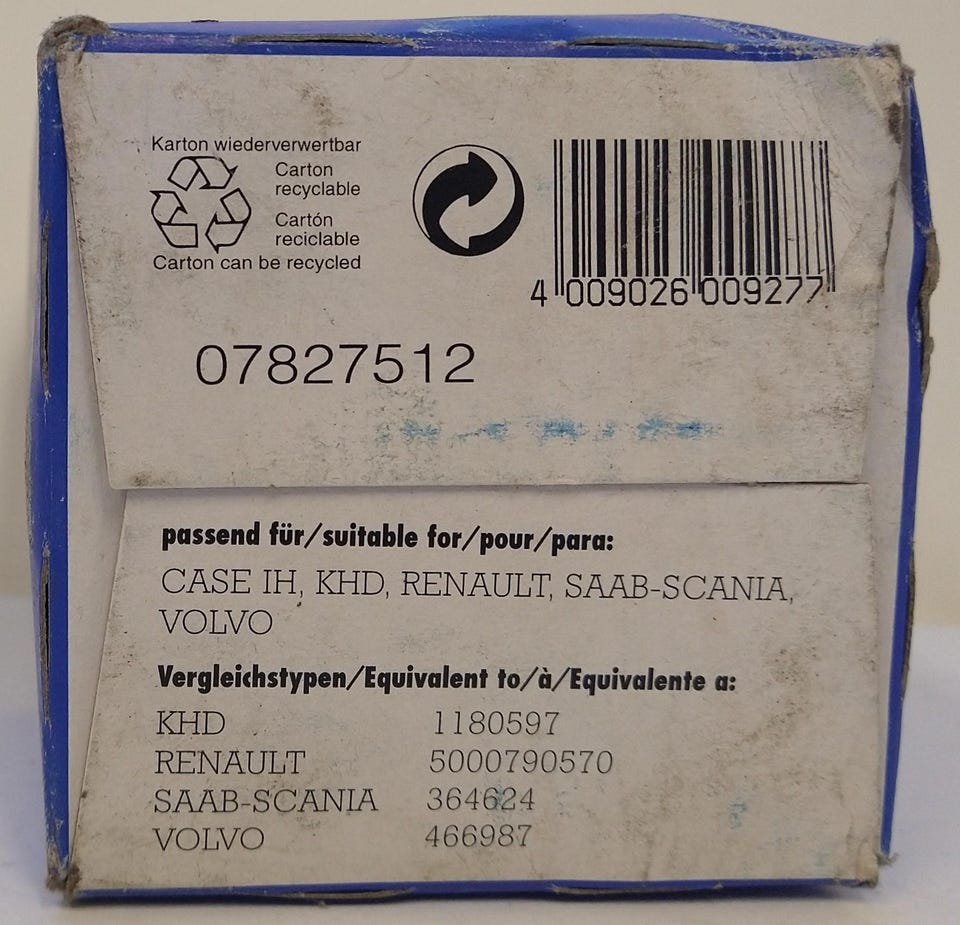 Karton wiederverwertbar
Carton
recyclable
Cartón
reciclable
Carton can be recycled
4 009026 009277
07827512
passend für/suitable for/pour/para:
CASE IH, KHD, RENAULT, SAAB-SCANIA,
VOLVO
Vergleichstypen/Equivalent to/à/Equivalente a:
KHD 1180597
RENAULT 5000790570
SAAB-SCANIA 364624
VOLVO 466987